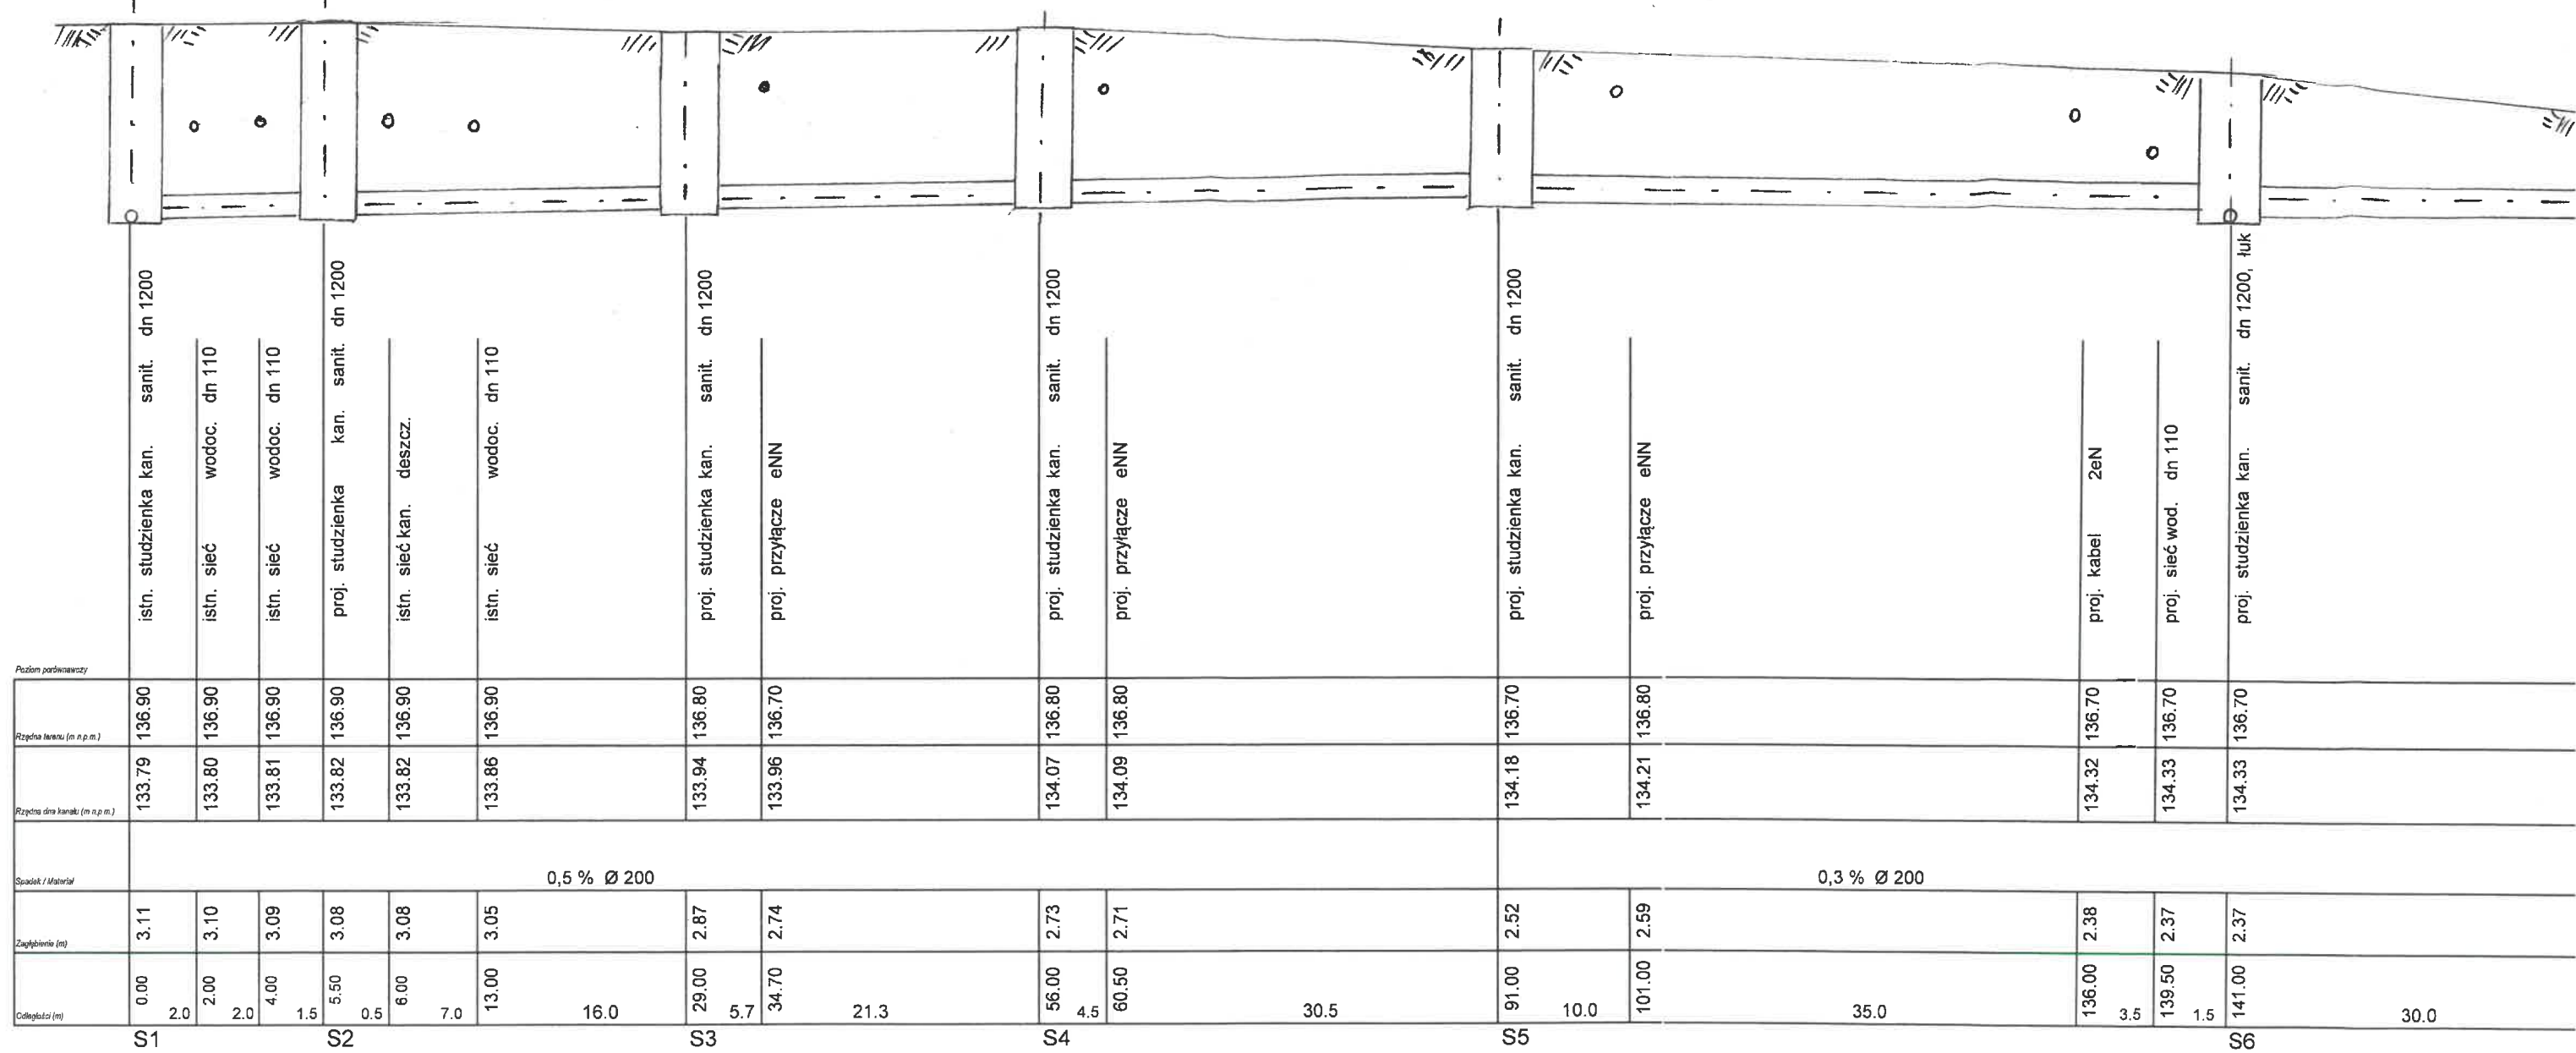 istn. studzienka kan. sanit. dn 1200
istn. sieć wodoc. dn 110
istn. sieć wodoc. dn 110
proj. studzienka kan. sanit. dn 1200
istn. sieć kan. deszcz.
istn. sieć wodoc. dn 110
proj. studzienka kan. sanit. dn 1200
proj. przyłącze eNN
proj. studzienka kan. sanit. dn 1200
proj. przyłącze eNN
proj. studzienka kan. sanit. dn 1200
proj. przyłącze eNN
proj. kabel 2eN
proj. sieć wod. dn 110
proj. studzienka kan. sanit. dn 1200, łuk
Poziom porównawczy
Rzędna terenu (m n.p.m.) 136.90 136.90 136.90 136.90 136.90 136.90 136.80 136.70 136.80 136.80 136.70 136.80 136.70 136.70 136.70
Rzędna dna kanału (m n.p.m.) 133.79 133.80 133.81 133.82 133.82 133.86 133.94 133.96 134.07 134.09 134.18 134.21 134.32 134.33 134.33
Spadek / Materiał 0,5 % Ø 200 0,3 % Ø 200
Zagłębienie (m) 3.11 3.10 3.09 3.08 3.08 3.05 2.87 2.74 2.73 2.71 2.52 2.59 2.38 2.37 2.37
Odległości (m) 0.00 2.0 2.00 2.0 4.00 1.5 5.50 0.5 6.00 7.0 13.00 16.0 29.00 5.7 34.70 21.3 56.00 4.5 60.50 30.5 91.00 10.0 101.00 35.0 136.00 3.5 139.50 1.5 141.00 30.0
S1 S2 S3 S4 S5 S6